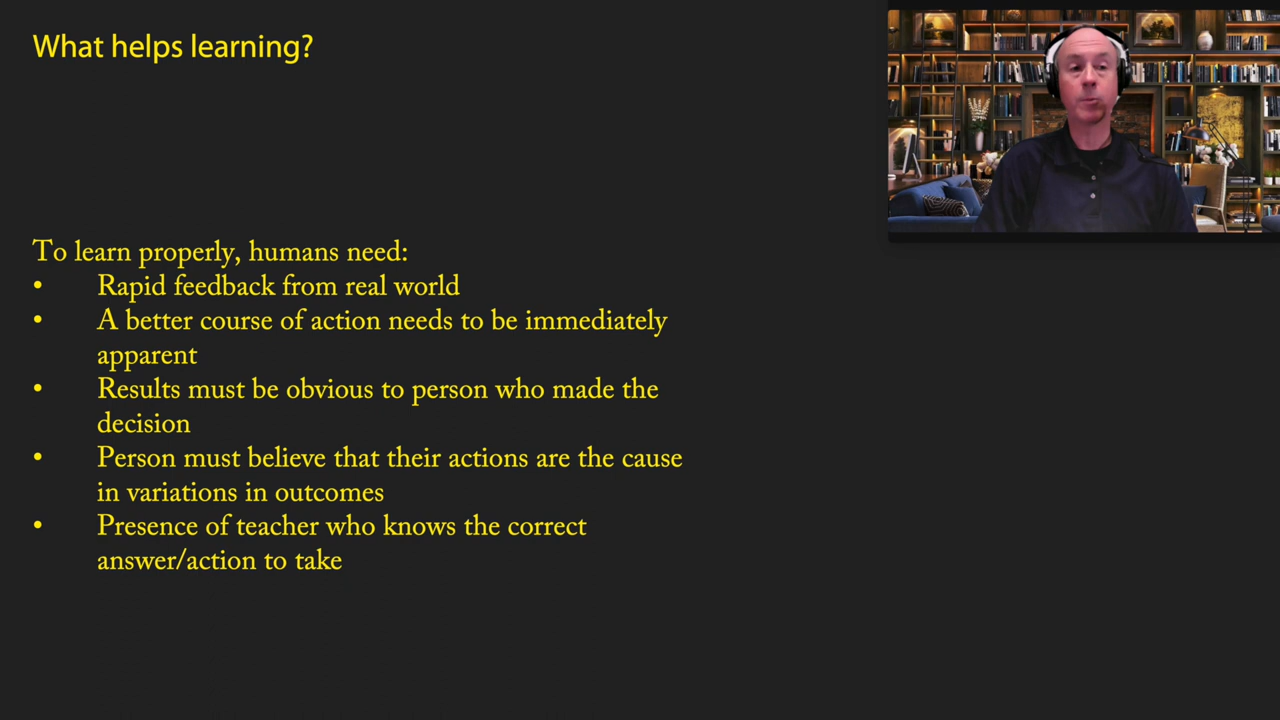 What helps learning?
To learn properly, humans need:
• Rapid feedback from real world
• A better course of action needs to be immediately
apparent
• Results must be obvious to person who made the
decision
• Person must believe that their actions are the cause
in variations in outcomes
• Presence of teacher who knows the correct
answer/action to take